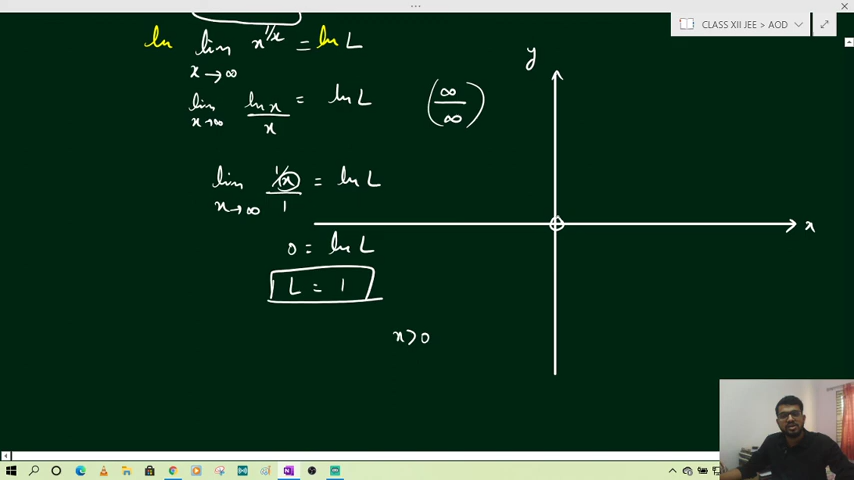 CLASS XII JEE > AOD
ln lim x→∞ x^1/x = ln L
lim x→∞ ln x / x = ln L (∞/∞)
lim x→∞ 1/x / 1 = ln L
0 = ln L
L = 1
x>0
y
x